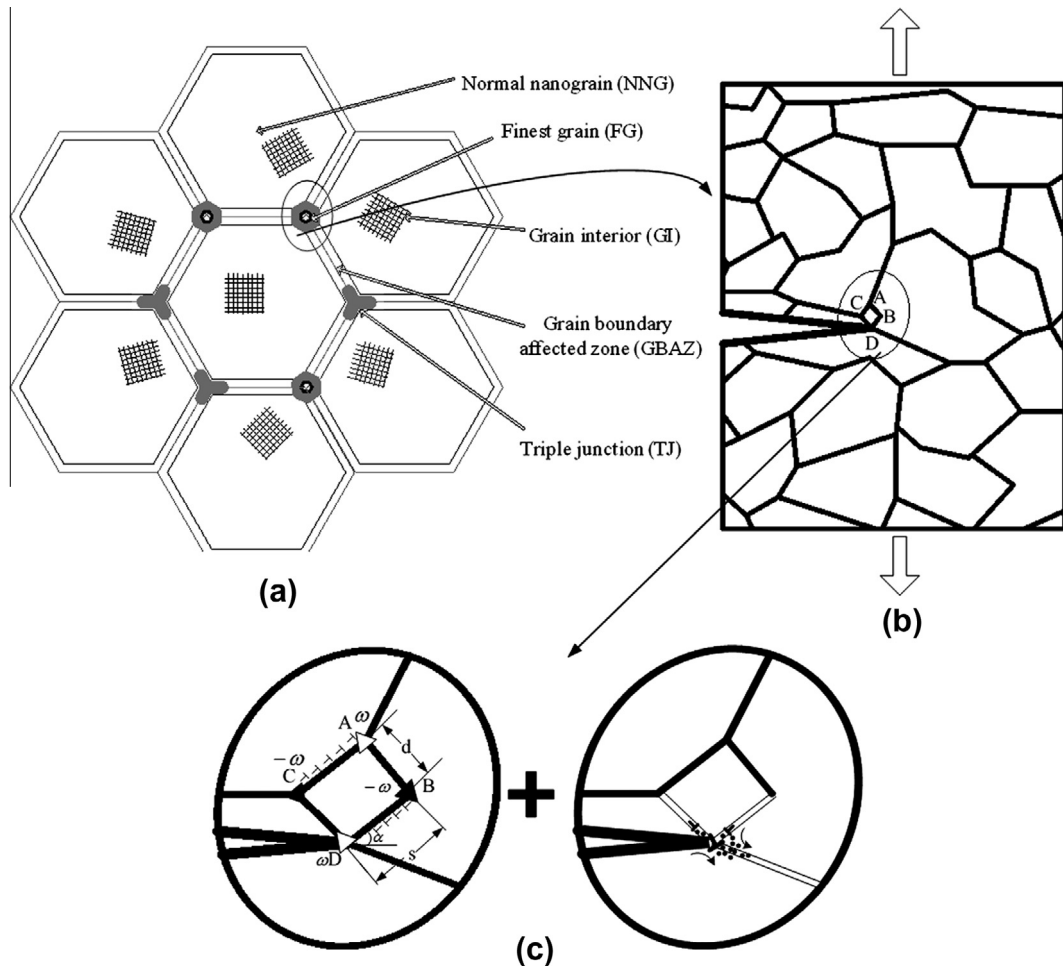 Normal nanograin (NNG)
Finest grain (FG)
Grain interior (GI)
Grain boundary
affected zone (GBAZ)
Triple junction (TJ)
(a)
C A
B
D
(b)
A ω
d
−ω
C
−ω B
α
s
ωD
(c)